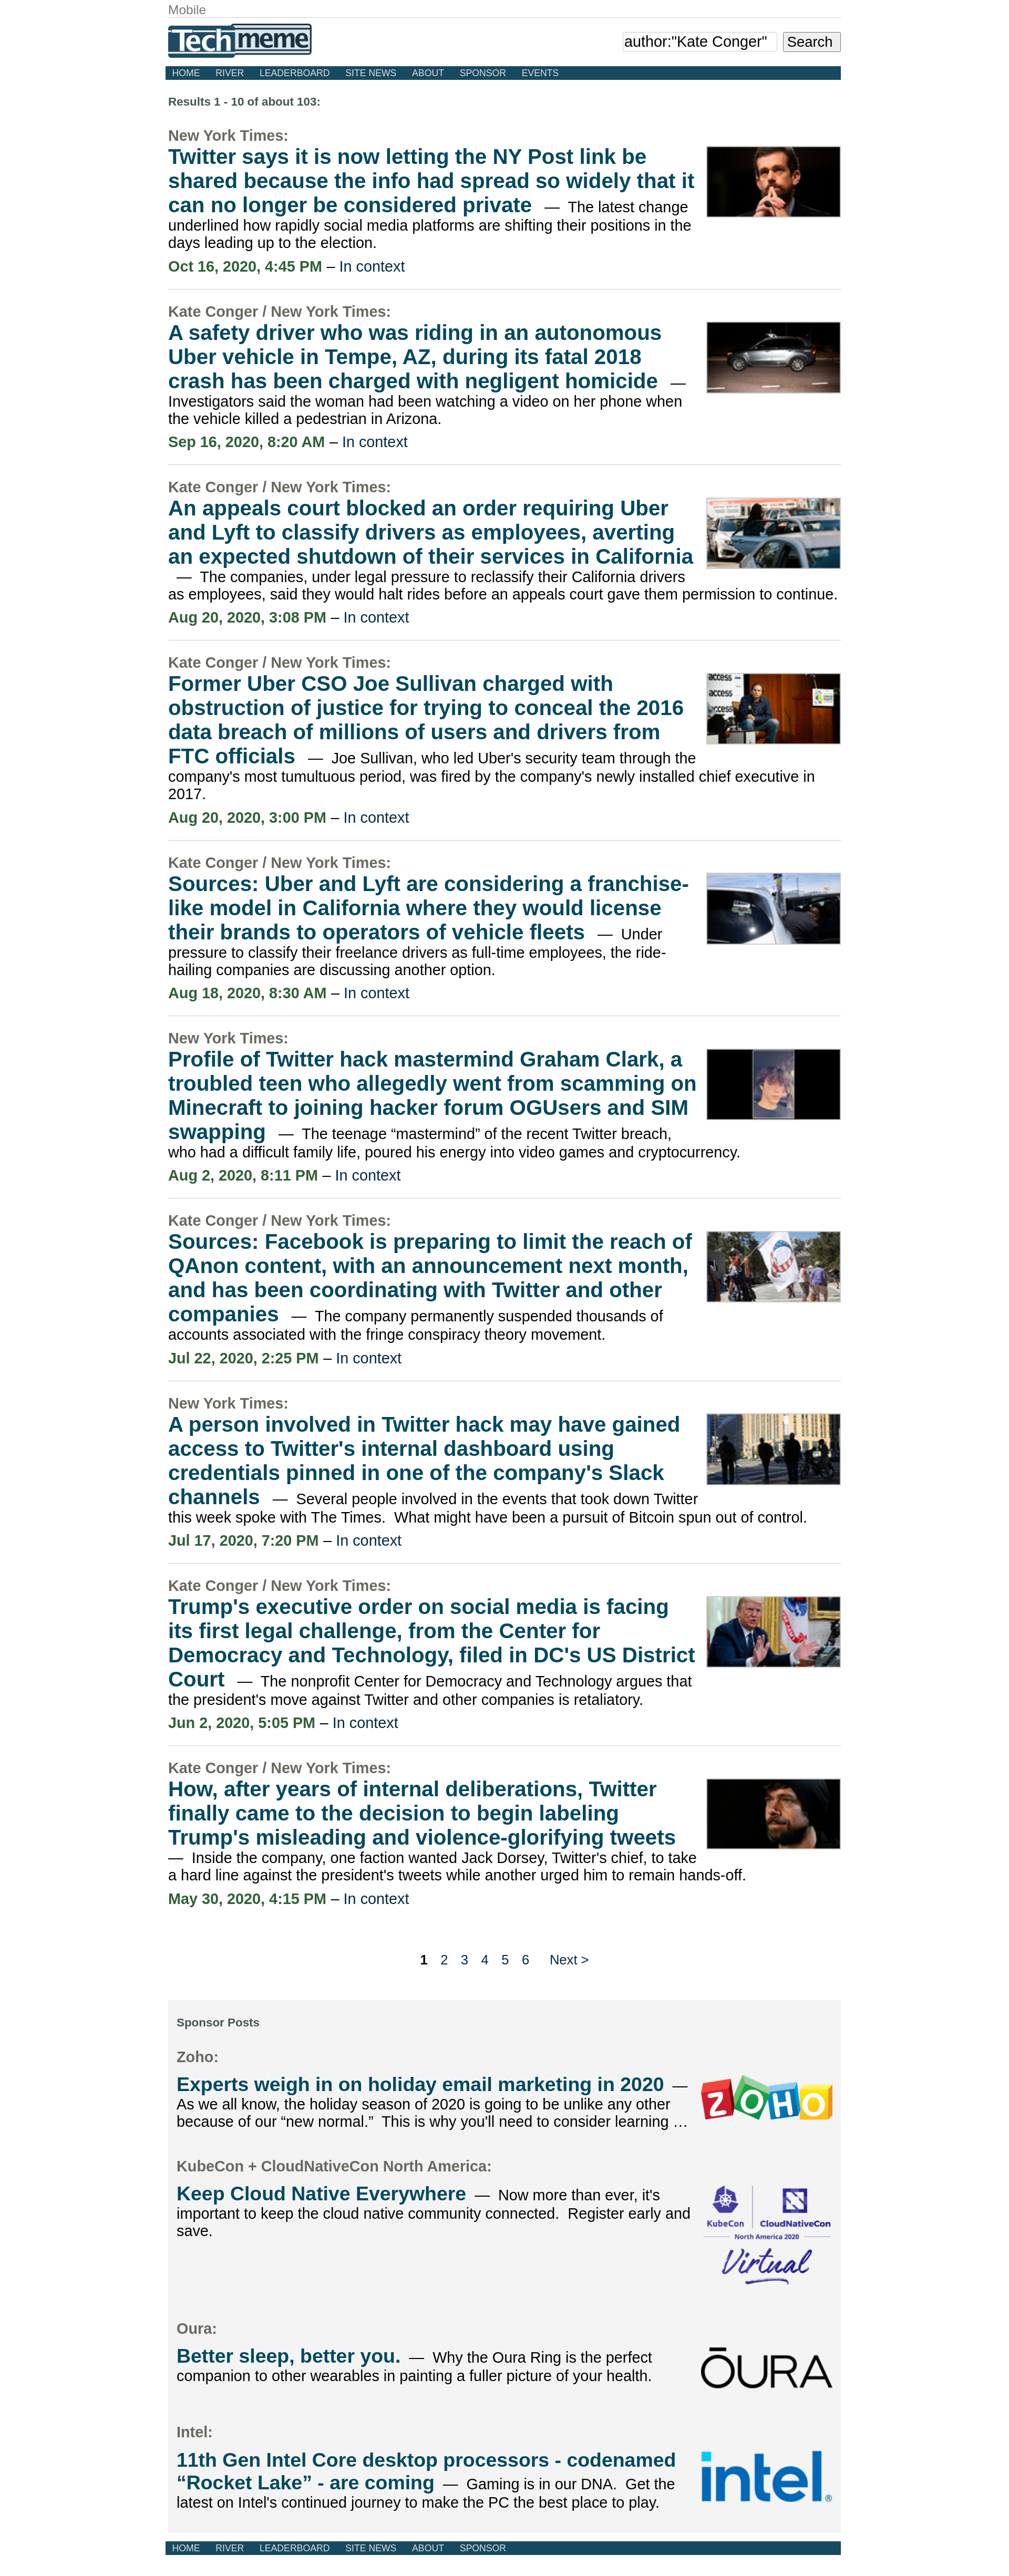 Mobile
Techmeme
author:"Kate Conger"
Search
HOME RIVER LEADERBOARD SITE NEWS ABOUT SPONSOR EVENTS
Results 1 - 10 of about 103:
New York Times:
Twitter says it is now letting the NY Post link be
shared because the info had spread so widely that it
can no longer be considered private — The latest change
underlined how rapidly social media platforms are shifting their positions in the
days leading up to the election.
Oct 16, 2020, 4:45 PM – In context
Kate Conger / New York Times:
A safety driver who was riding in an autonomous
Uber vehicle in Tempe, AZ, during its fatal 2018
crash has been charged with negligent homicide —
Investigators said the woman had been watching a video on her phone when
the vehicle killed a pedestrian in Arizona.
Sep 16, 2020, 8:20 AM – In context
Kate Conger / New York Times:
An appeals court blocked an order requiring Uber
and Lyft to classify drivers as employees, averting
an expected shutdown of their services in California
— The companies, under legal pressure to reclassify their California drivers
as employees, said they would halt rides before an appeals court gave them permission to continue.
Aug 20, 2020, 3:08 PM – In context
Kate Conger / New York Times:
Former Uber CSO Joe Sullivan charged with
obstruction of justice for trying to conceal the 2016
data breach of millions of users and drivers from
FTC officials — Joe Sullivan, who led Uber's security team through the
company's most tumultuous period, was fired by the company's newly installed chief executive in
2017.
access
access
access
Aug 20, 2020, 3:00 PM – In context
Kate Conger / New York Times:
Sources: Uber and Lyft are considering a franchise-
like model in California where they would license
their brands to operators of vehicle fleets — Under
pressure to classify their freelance drivers as full-time employees, the ride-
hailing companies are discussing another option.
Aug 18, 2020, 8:30 AM – In context
New York Times:
Profile of Twitter hack mastermind Graham Clark, a
troubled teen who allegedly went from scamming on
Minecraft to joining hacker forum OGUsers and SIM
swapping — The teenage “mastermind” of the recent Twitter breach,
who had a difficult family life, poured his energy into video games and cryptocurrency.
Aug 2, 2020, 8:11 PM – In context
Kate Conger / New York Times:
Sources: Facebook is preparing to limit the reach of
QAnon content, with an announcement next month,
and has been coordinating with Twitter and other
companies — The company permanently suspended thousands of
accounts associated with the fringe conspiracy theory movement.
Jul 22, 2020, 2:25 PM – In context
New York Times:
A person involved in Twitter hack may have gained
access to Twitter's internal dashboard using
credentials pinned in one of the company's Slack
channels — Several people involved in the events that took down Twitter
this week spoke with The Times.  What might have been a pursuit of Bitcoin spun out of control.
Jul 17, 2020, 7:20 PM – In context
Kate Conger / New York Times:
Trump's executive order on social media is facing
its first legal challenge, from the Center for
Democracy and Technology, filed in DC's US District
Court — The nonprofit Center for Democracy and Technology argues that
the president's move against Twitter and other companies is retaliatory.
Jun 2, 2020, 5:05 PM – In context
Kate Conger / New York Times:
How, after years of internal deliberations, Twitter
finally came to the decision to begin labeling
Trump's misleading and violence-glorifying tweets
— Inside the company, one faction wanted Jack Dorsey, Twitter's chief, to take
a hard line against the president's tweets while another urged him to remain hands-off.
May 30, 2020, 4:15 PM – In context
1 2 3 4 5 6 Next >
Sponsor Posts
Zoho:
Experts weigh in on holiday email marketing in 2020 —
As we all know, the holiday season of 2020 is going to be unlike any other
because of our “new normal.”  This is why you'll need to consider learning …
ZOHO
KubeCon + CloudNativeCon North America:
Keep Cloud Native Everywhere — Now more than ever, it's
important to keep the cloud native community connected.  Register early and
save.
KubeCon CloudNativeCon
North America 2020
Virtual
Oura:
Better sleep, better you. — Why the Oura Ring is the perfect
companion to other wearables in painting a fuller picture of your health.
ŌURA
Intel:
11th Gen Intel Core desktop processors - codenamed
“Rocket Lake” - are coming — Gaming is in our DNA.  Get the
latest on Intel's continued journey to make the PC the best place to play.
intel®
HOME RIVER LEADERBOARD SITE NEWS ABOUT SPONSOR